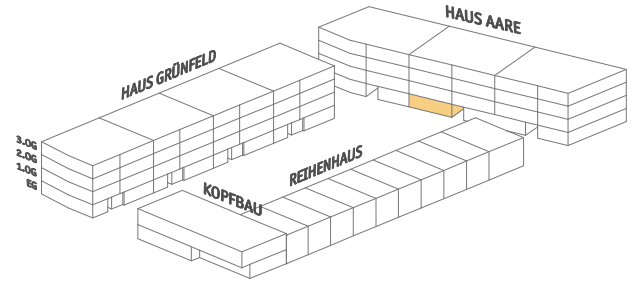 HAUS AARE
HAUS GRÜNFELD
3.OG
2.OG
1.OG
EG
REIHENHAUS
KOPFBAU